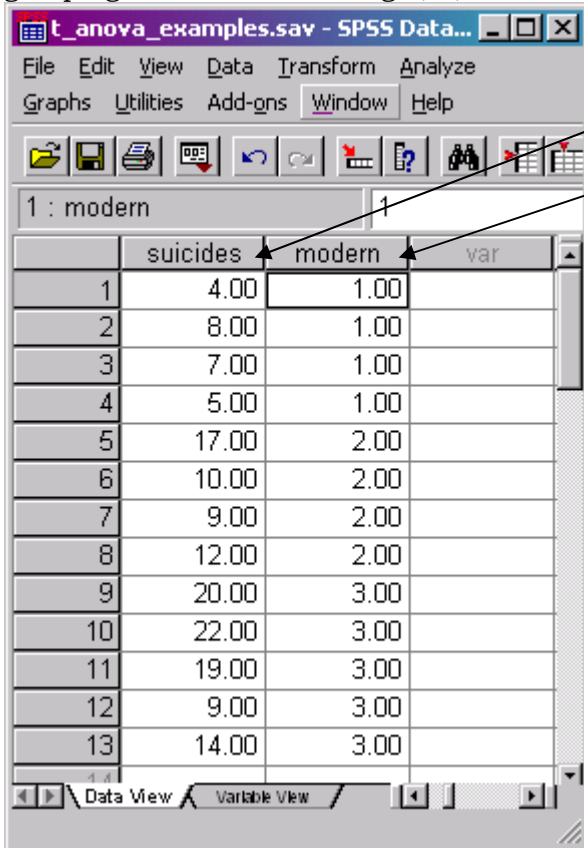 t_anova_examples.sav - SPSS Data...
File Edit View Data Transform Analyze
Graphs Utilities Add-ons Window Help
1 : modern 1
suicides modern var
1 4.00 1.00
2 8.00 1.00
3 7.00 1.00
4 5.00 1.00
5 17.00 2.00
6 10.00 2.00
7 9.00 2.00
8 12.00 2.00
9 20.00 3.00
10 22.00 3.00
11 19.00 3.00
12 9.00 3.00
13 14.00 3.00
Data View Variable View